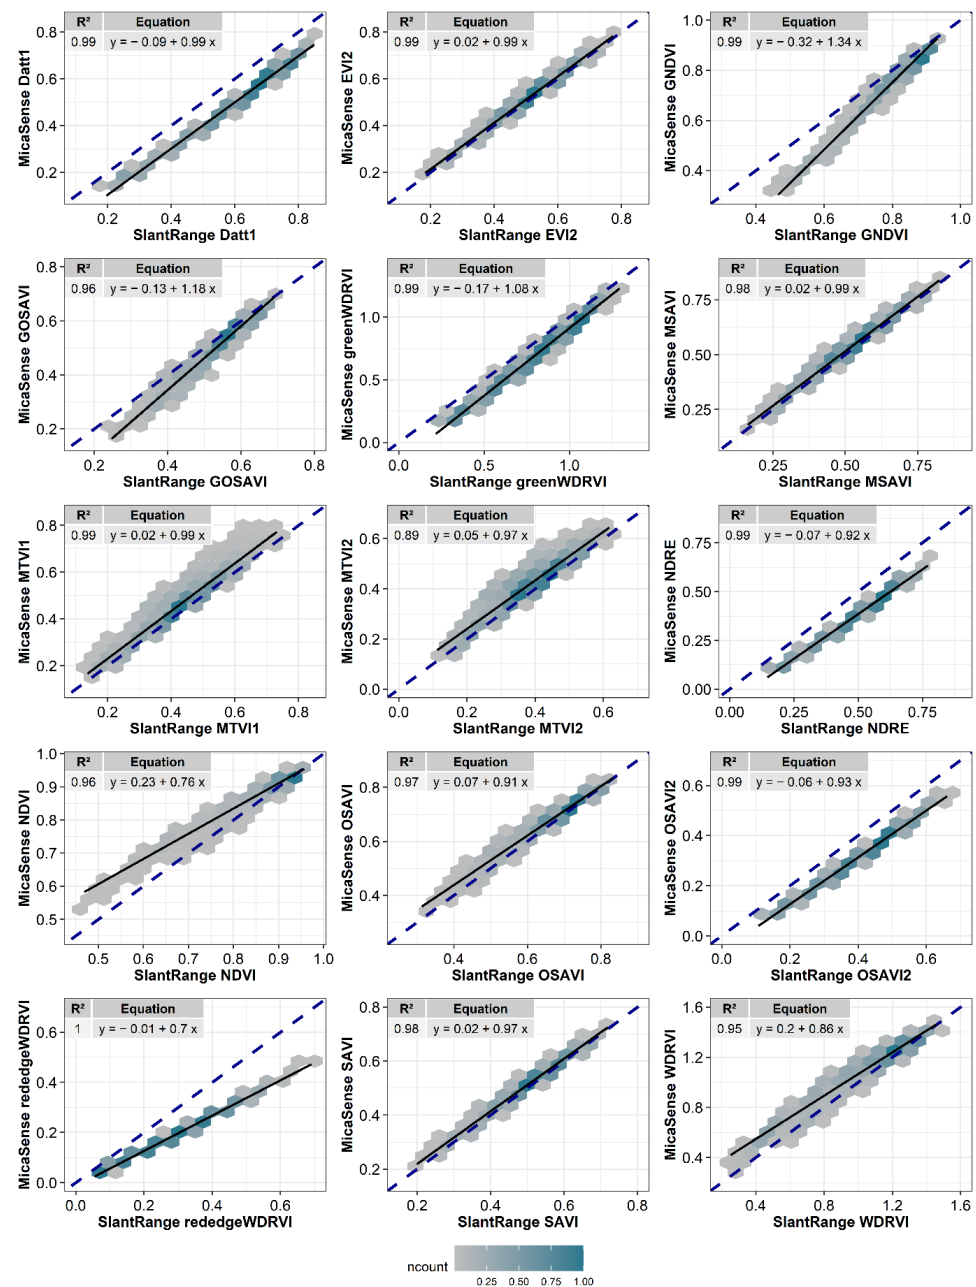 R² Equation
0.99 y = − 0.09 + 0.99 x
MicaSense Datt1
0.8
0.6
0.4
0.2
0.2 0.4 0.6 0.8
SlantRange Datt1
R² Equation
0.99 y = 0.02 + 0.99 x
MicaSense EVI2
0.8
0.6
0.4
0.2
0.2 0.4 0.6 0.8
SlantRange EVI2
R² Equation
0.99 y = − 0.32 + 1.34 x
MicaSense GNDVI
1.0
0.8
0.6
0.4
0.4 0.6 0.8 1.0
SlantRange GNDVI
R² Equation
0.96 y = − 0.13 + 1.18 x
MicaSense GOSAVI
0.8
0.6
0.4
0.2
0.2 0.4 0.6 0.8
SlantRange GOSAVI
R² Equation
0.99 y = − 0.17 + 1.08 x
MicaSense greenWDRVI
1.0
0.5
0.0
0.0 0.5 1.0
SlantRange greenWDRVI
R² Equation
0.98 y = 0.02 + 0.99 x
MicaSense MSAVI
0.75
0.50
0.25
0.25 0.50 0.75
SlantRange MSAVI
R² Equation
0.99 y = 0.02 + 0.99 x
MicaSense MTVI1
0.8
0.6
0.4
0.2
0.2 0.4 0.6 0.8
SlantRange MTVI1
R² Equation
0.89 y = 0.05 + 0.97 x
MicaSense MTVI2
0.6
0.4
0.2
0.0
0.0 0.2 0.4 0.6
SlantRange MTVI2
R² Equation
0.99 y = − 0.07 + 0.92 x
MicaSense NDRE
0.75
0.50
0.25
0.00
0.00 0.25 0.50 0.75
SlantRange NDRE
R² Equation
0.96 y = 0.23 + 0.76 x
MicaSense NDVI
1.0
0.9
0.8
0.7
0.6
0.5
0.5 0.6 0.7 0.8 0.9 1.0
SlantRange NDVI
R² Equation
0.97 y = 0.07 + 0.91 x
MicaSense OSAVI
0.8
0.6
0.4
0.4 0.6 0.8
SlantRange OSAVI
R² Equation
0.99 y = − 0.06 + 0.93 x
MicaSense OSAVI2
0.6
0.4
0.2
0.0
0.0 0.2 0.4 0.6
SlantRange OSAVI2
R² Equation
1 y = − 0.01 + 0.7 x
MicaSense rededgeWDRVI
0.6
0.4
0.2
0.0
0.0 0.2 0.4 0.6
SlantRange rededgeWDRVI
R² Equation
0.98 y = 0.02 + 0.97 x
MicaSense SAVI
0.8
0.6
0.4
0.2
0.2 0.4 0.6 0.8
SlantRange SAVI
R² Equation
0.95 y = 0.2 + 0.86 x
MicaSense WDRVI
1.6
1.2
0.8
0.4
0.4 0.8 1.2 1.6
SlantRange WDRVI
ncount
0.25 0.50 0.75 1.00